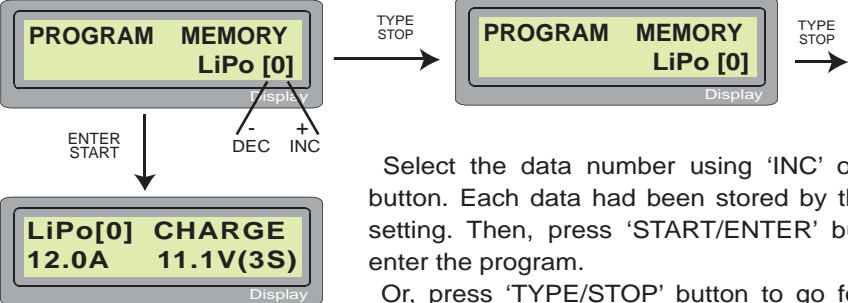 PROGRAM MEMORY
LiPo [0]
Display
TYPE
STOP
PROGRAM MEMORY
LiPo [0]
Display
TYPE
STOP
ENTER
START
- +
DEC INC
LiPo[0] CHARGE
12.0A 11.1V(3S)
Display
Select the data number using ‘INC’
button. Each data had been stored by
setting. Then, press ‘START/ENTER’
enter the program.
Or, press ‘TYPE/STOP’ button to go